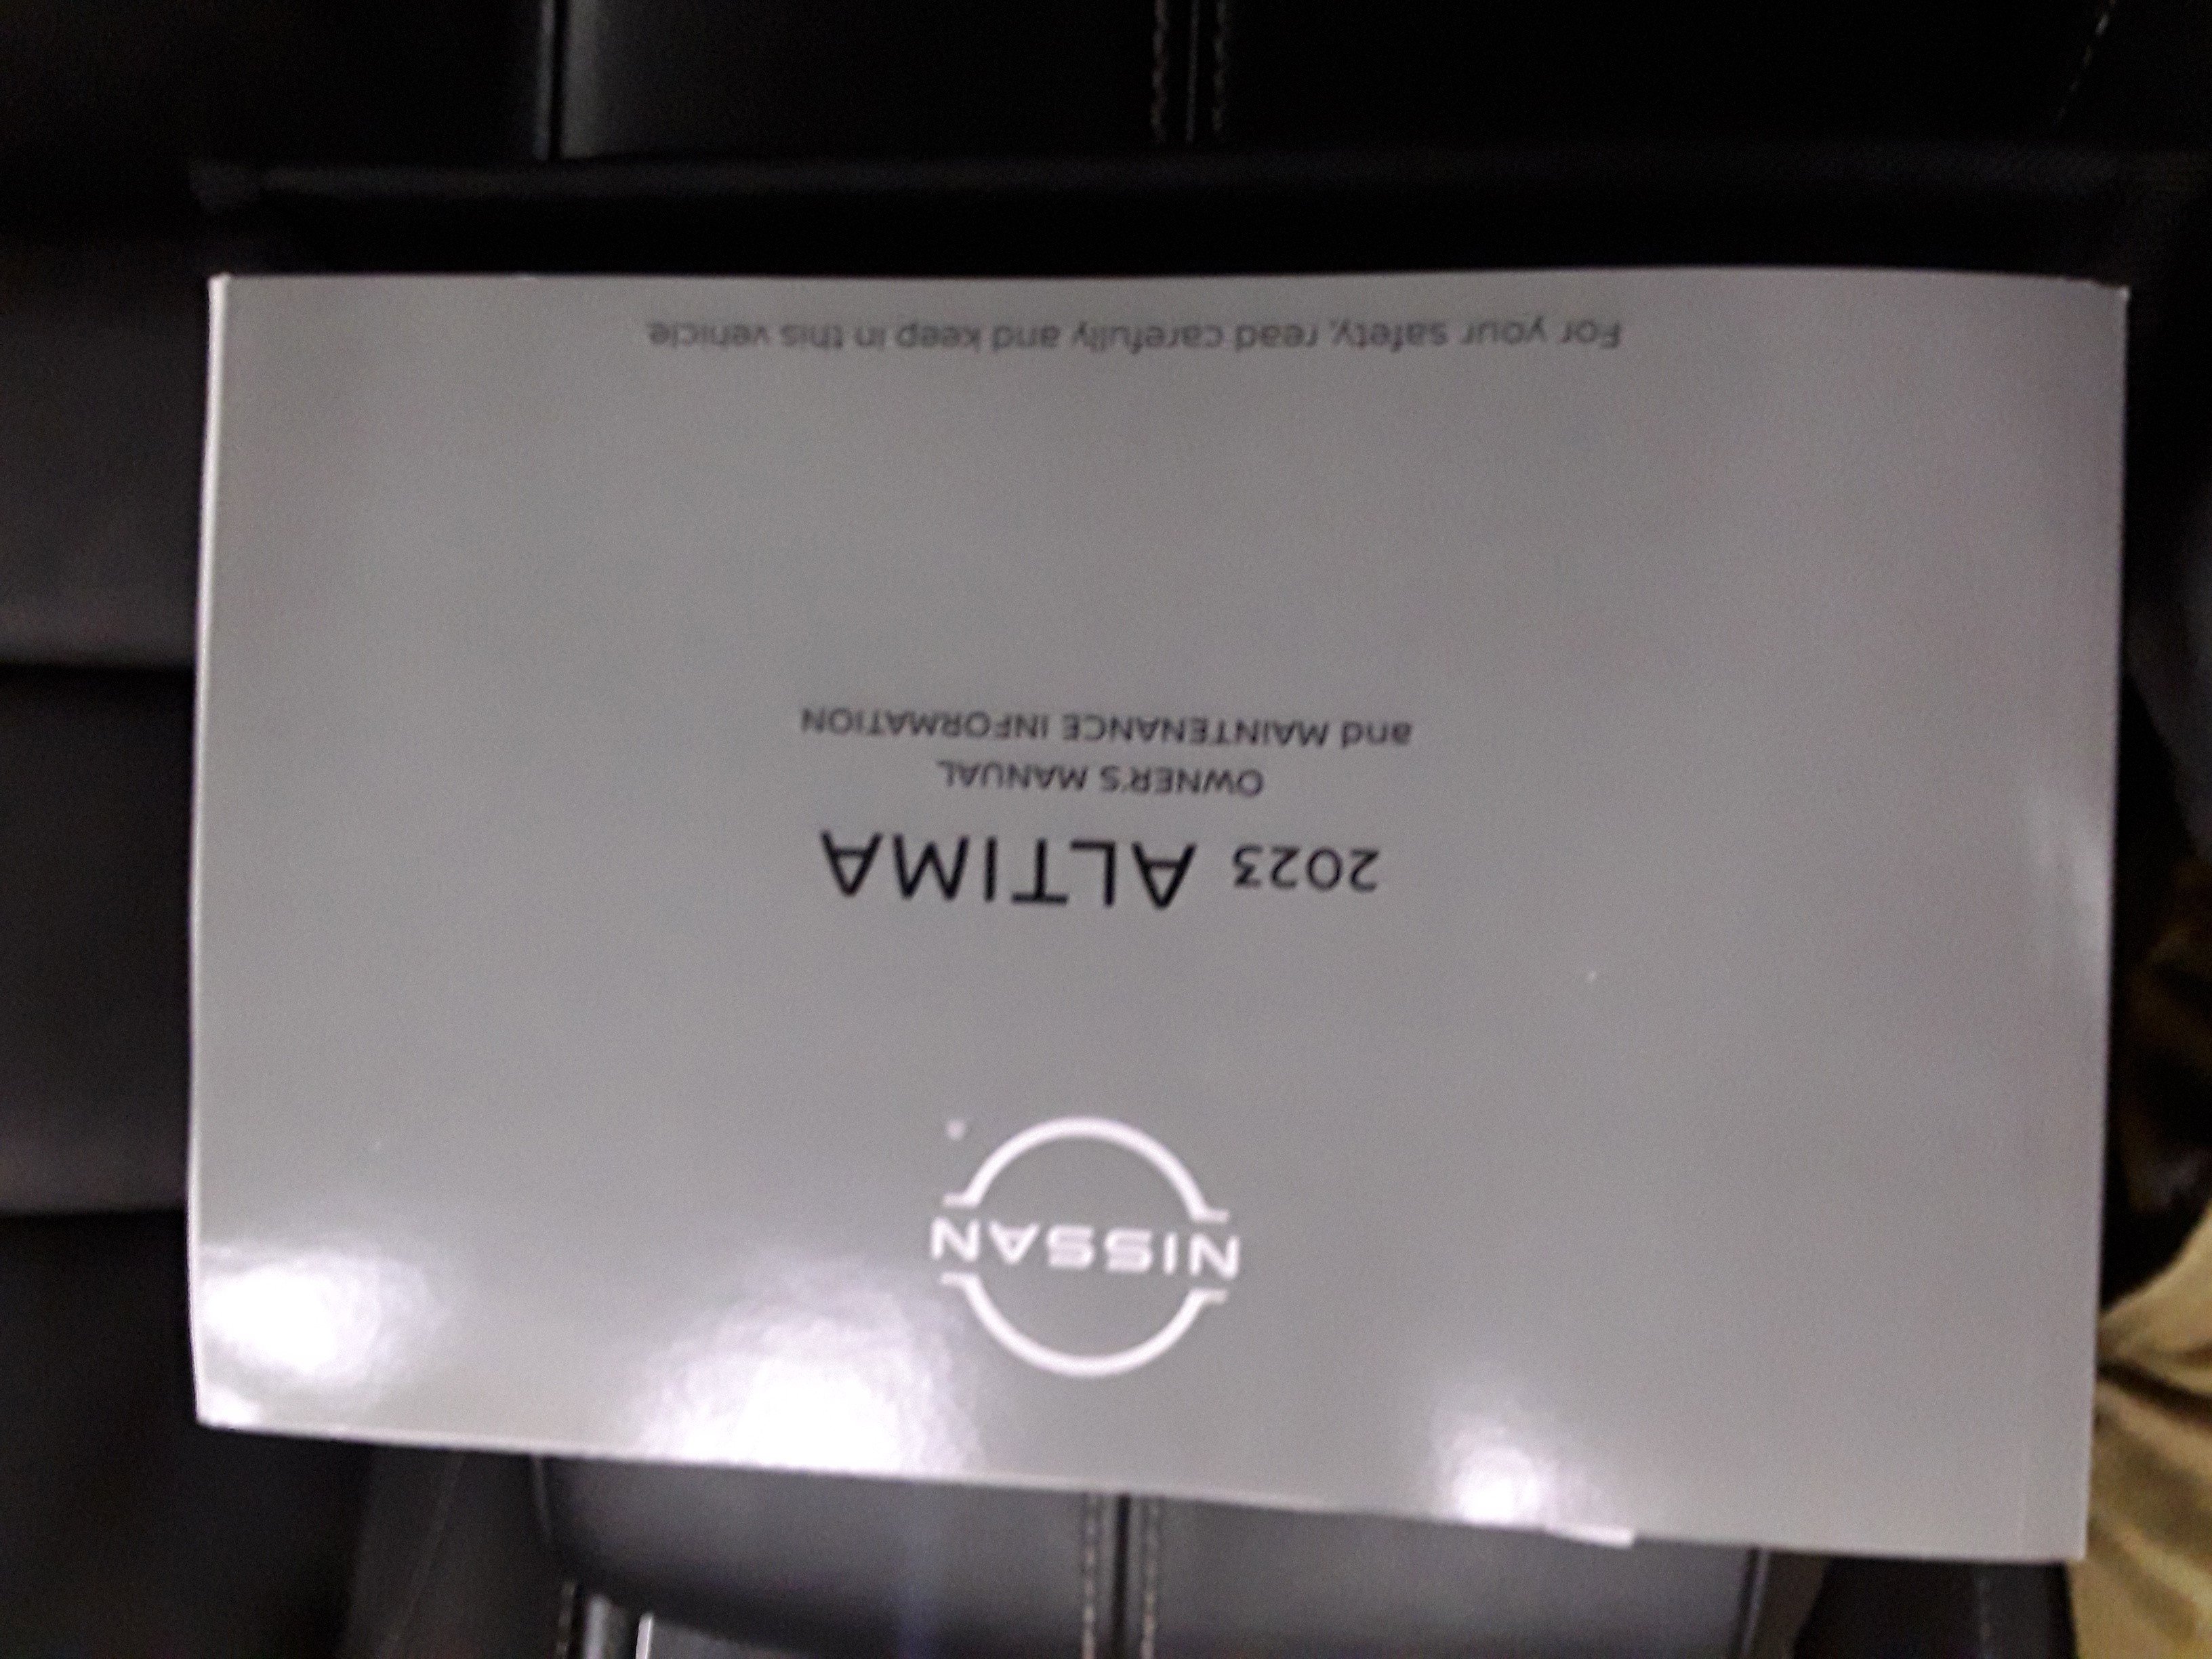 NISSAN
2023 ALTIMA
OWNER'S MANUAL
and MAINTENANCE INFORMATION
For your safety, read carefully and keep in this vehicle.